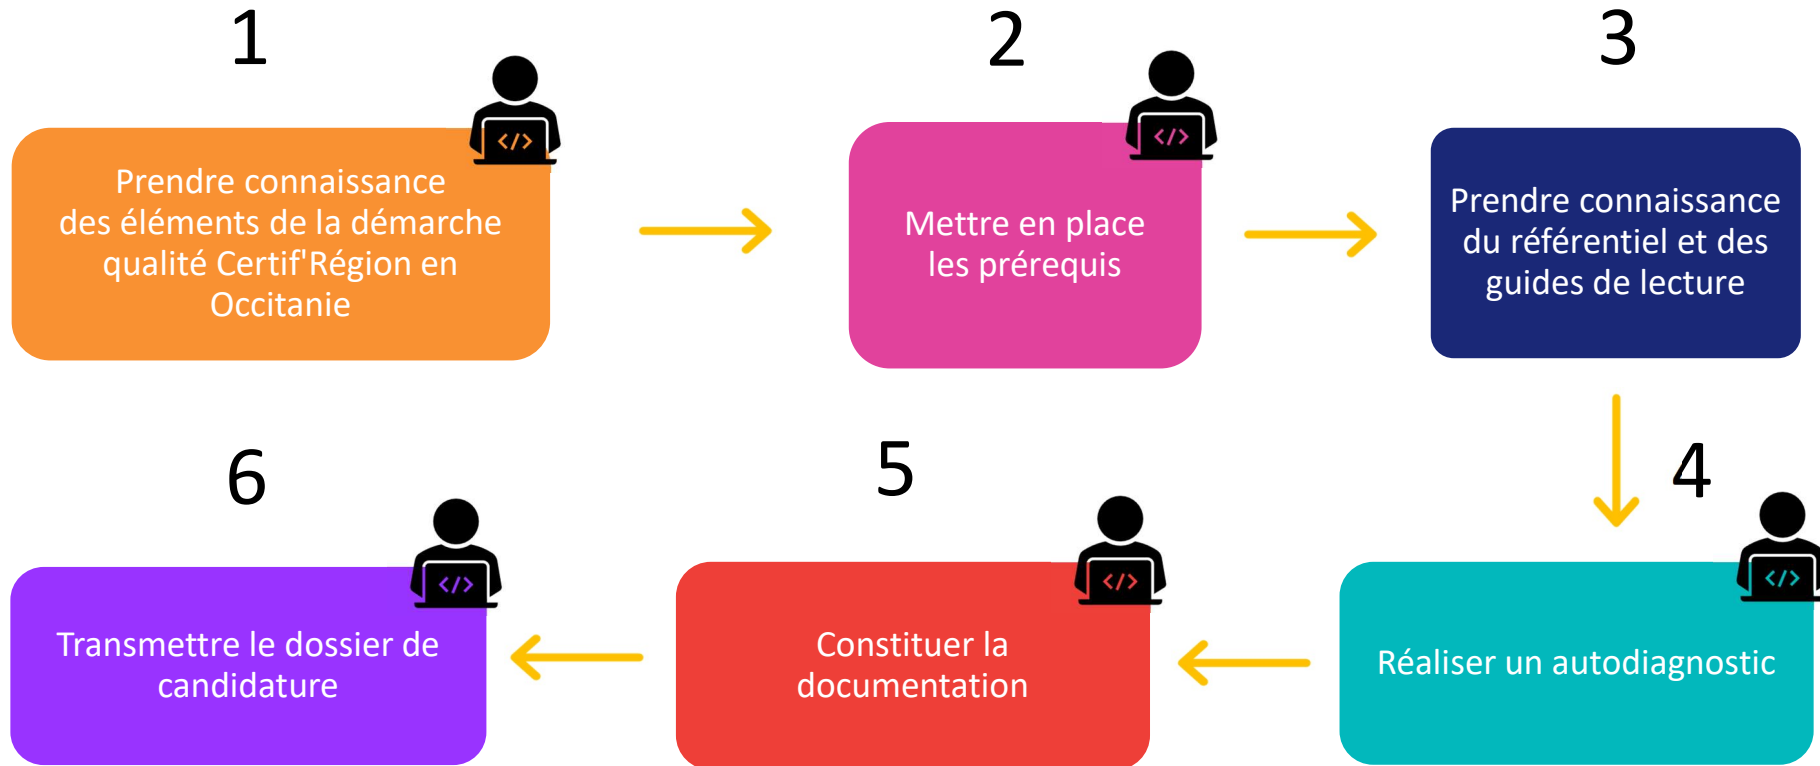 1
</>
Prendre connaissance
des éléments de la démarche
qualité Certif'Région en
Occitanie
2
</>
Mettre en place
les prérequis
3
Prendre connaissance
du référentiel et des
guides de lecture
4
</>
Réaliser un autodiagnostic
5
</>
Constituer la
documentation
6
</>
Transmettre le dossier de
candidature